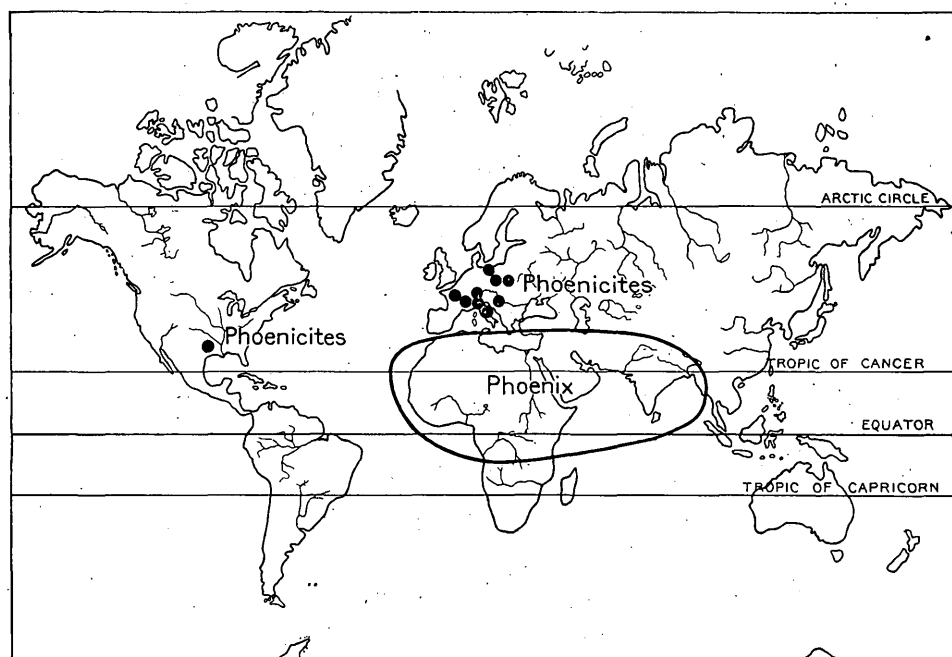 ARCTIC CIRCLE
Phoenicites
Phoenicites
TROPIC OF CANCER
Phoenix
EQUATOR
TROPIC OF CAPRICORN